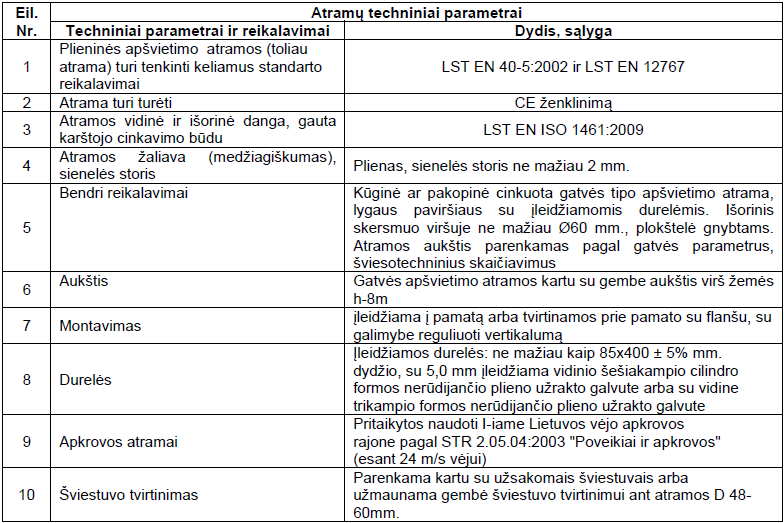 Eil. Nr.
Atramų techniniai parametrai
Techniniai parametrai ir reikalavimai
Dydis, sąlyga
1
Plieninės apšvietimo atramos (toliau
atrama) turi tenkinti keliamus standarto
reikalavimai
LST EN 40-5:2002 ir LST EN 12767
2
Atrama turi turėti
CE ženklinimą
3
Atramos vidinė ir išorinė danga, gauta
karštojo cinkavimo būdu
LST EN ISO 1461:2009
4
Atramos žaliava (medžiagiškumas),
sienelės storis
Plienas, sienelės storis ne mažiau 2 mm.
5
Bendri reikalavimai
Kūginė ar pakopinė cinkuota gatvės tipo apšvietimo atrama,
lygaus paviršiaus su įleidžiamomis durelėmis. Išorinis
skersmuo viršuje ne mažiau Ø60 mm., plokštelė gnybtams.
Atramos aukštis parenkamas pagal gatvės parametrus,
šviesotechninius skaičiavimus
6
Aukštis
Gatvės apšvietimo atramos kartu su gembe aukštis virš žemės
h-8m
7
Montavimas
įleidžiama į pamatą arba tvirtinamos prie pamato su flanšu, su
galimybe reguliuoti vertikalumą
8
Durelės
Įleidžiamos durelės: ne mažiau kaip 85x400 ± 5% mm.
dydžio, su 5,0 mm įleidžiama vidinio šešiakampio cilindro
formos nerūdijančio plieno užrakto galvute arba su vidine
trikampio formos nerūdijančio plieno užrakto galvute
9
Apkrovos atramai
Pritaikytos naudoti I-iame Lietuvos vėjo apkrovos
rajone pagal STR 2.05.04:2003 "Poveikiai ir apkrovos"
(esant 24 m/s vėjui)
10
Šviestuvo tvirtinimas
Parenkama kartu su užsakomais šviestuvais arba
užmaunama gembė šviestuvo tvirtinimui ant atramos D 48-
60mm.